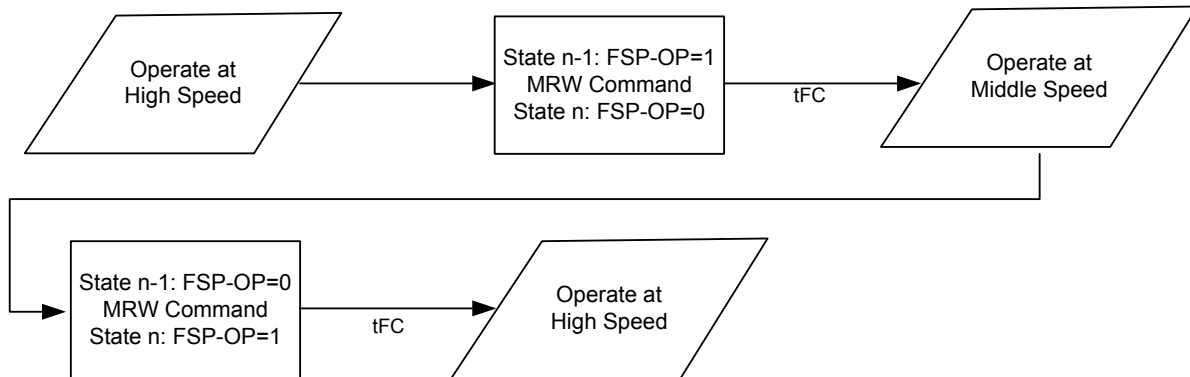 Operate at
High Speed
State n-1: FSP-OP=1
MRW Command
State n: FSP-OP=0
tFC
Operate at
Middle Speed
State n-1: FSP-OP=0
MRW Command
State n: FSP-OP=1
tFC
Operate at
High Speed